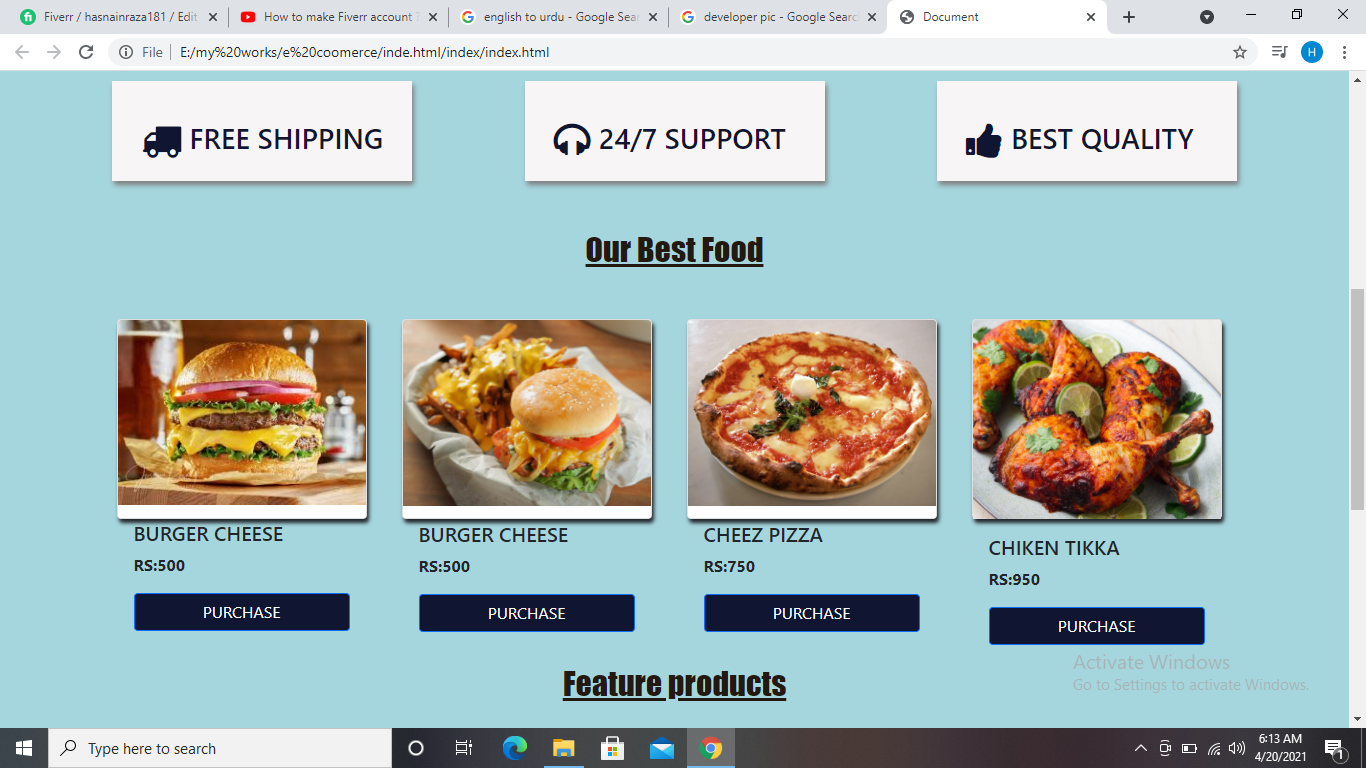 Fiverr / hasnainraza181 / Edit
How to make Fiverr account
english to urdu - Google Sear
developer pic - Google Search
Document
File
E:/my%20works/e%20coomerce/inde.html/index/index.html
H
FREE SHIPPING
24/7 SUPPORT
BEST QUALITY
Our Best Food
BURGER CHEESE
RS:500
PURCHASE
BURGER CHEESE
RS:500
PURCHASE
CHEEZ PIZZA
RS:750
PURCHASE
CHIKEN TIKKA
RS:950
PURCHASE
Feature products
Activate Windows
Go to Settings to activate Windows.
Type here to search
6:13 AM
4/20/2021
1